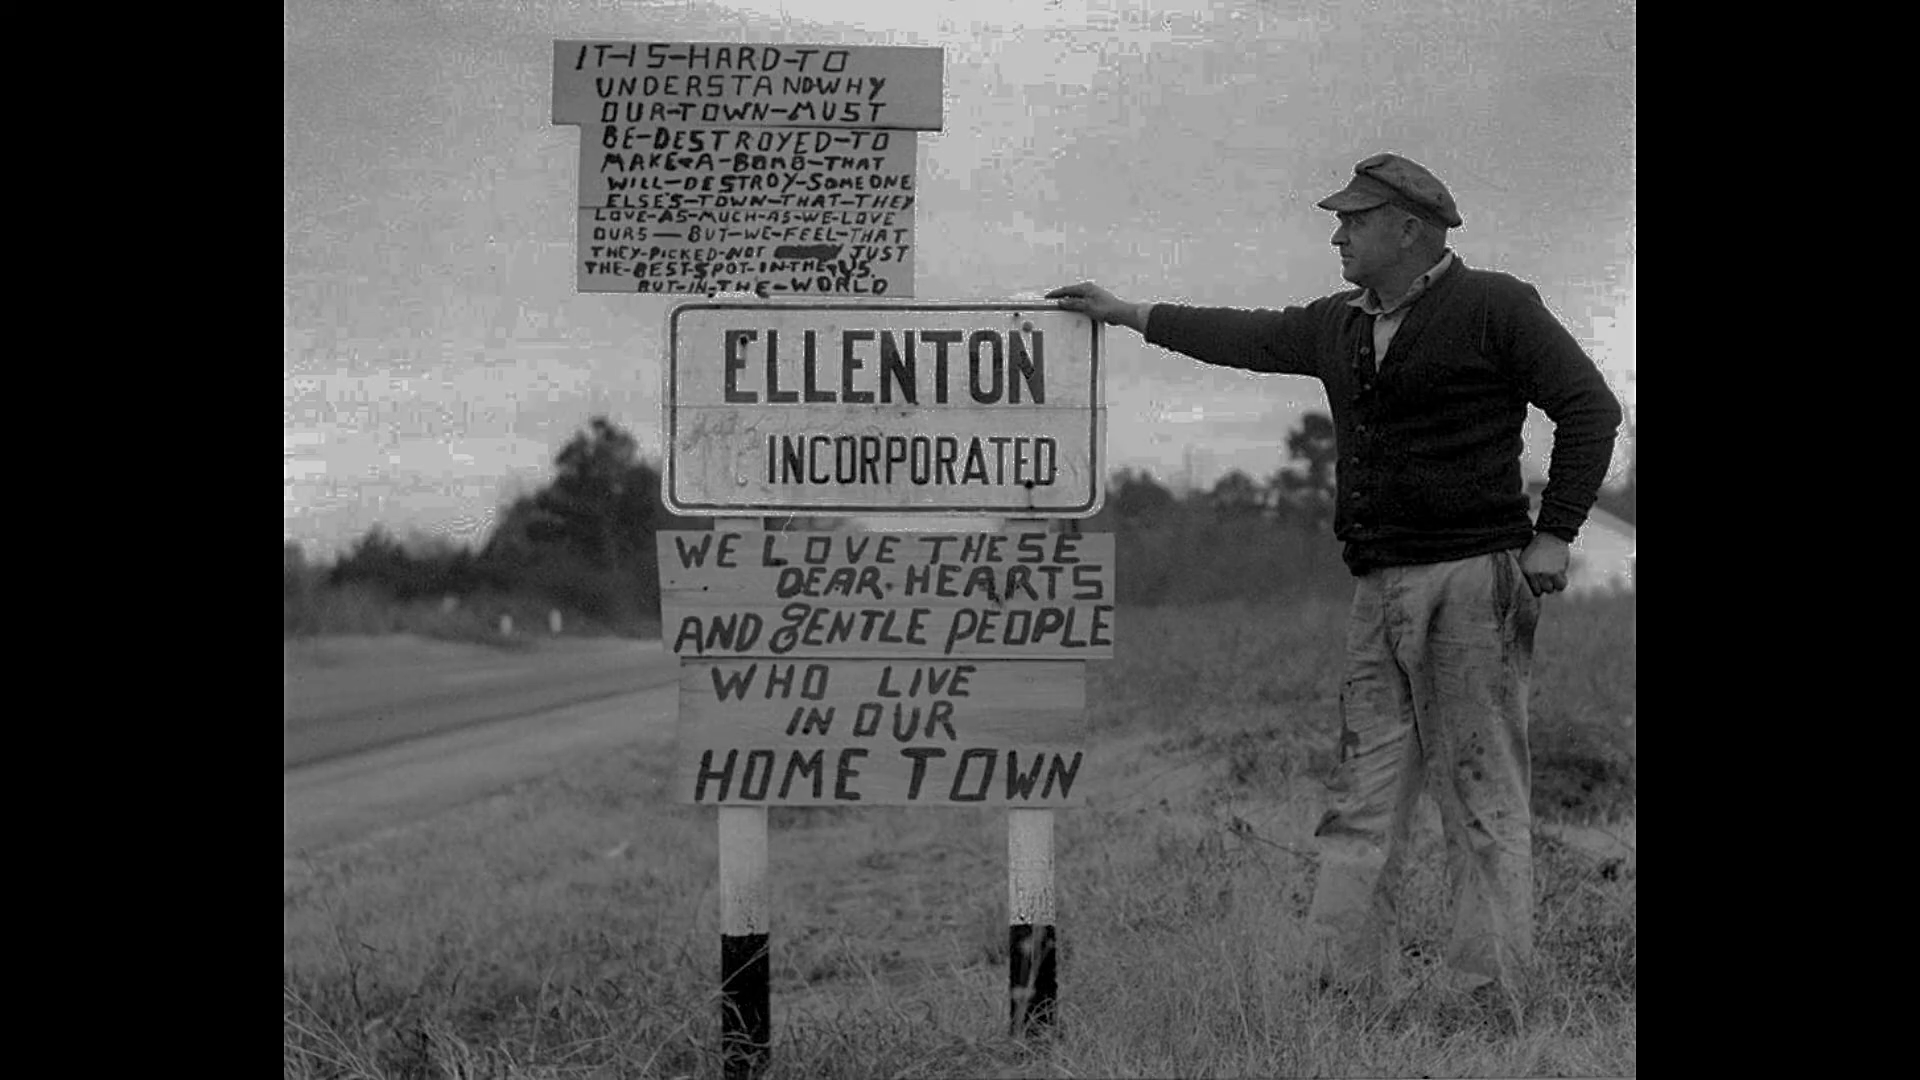 IT-IS-HARD-TO
UNDERSTANDWHY
OUR-TOWN-MUST
BE-DESTROYED-TO
MAKE-A-BOMB-THAT
WILL-DESTROY-SOMEONE
ELSE'S-TOWN-THAT-THEY
LOVE-AS-MUCH-AS-WE-LOVE
OURS — BUT-WE-FEEL-THAT
THEY-PICKED-NOT JUST
THE-BEST-SPOT-IN-THE-US.
BUT-IN-THE-WORLD
ELLENTON
INCORPORATED
WE LOVE THESE
DEAR-HEARTS
AND gENTLE PEOPLE
WHO LIVE
IN OUR
HOME TOWN